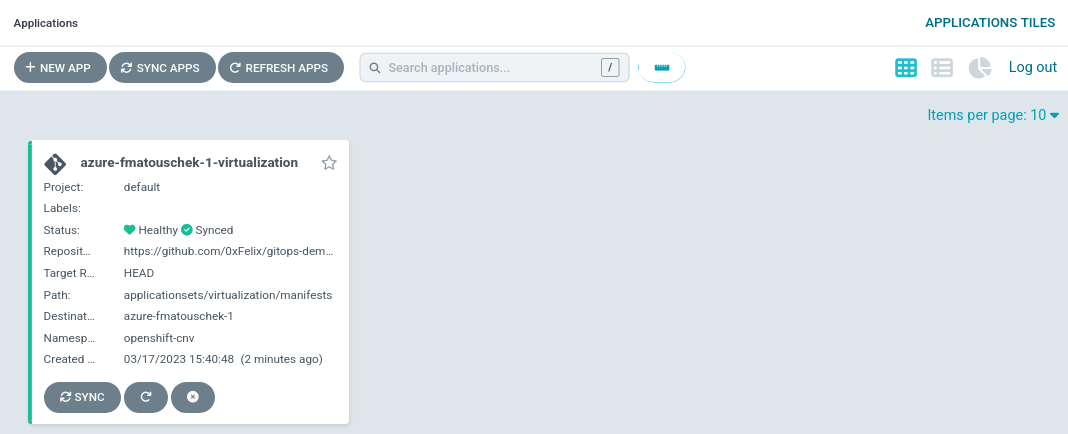 Applications
APPLICATIONS TILES
NEW APP
SYNC APPS
REFRESH APPS
Search applications...
/
Log out
Items per page: 10
azure-fmatouschek-1-virtualization
Project: default
Labels:
Status: Healthy Synced
Reposit... https://github.com/0xFelix/gitops-dem...
Target R... HEAD
Path: applicationsets/virtualization/manifests
Destinat... azure-fmatouschek-1
Namesp... openshift-cnv
Created ... 03/17/2023 15:40:48 (2 minutes ago)
SYNC